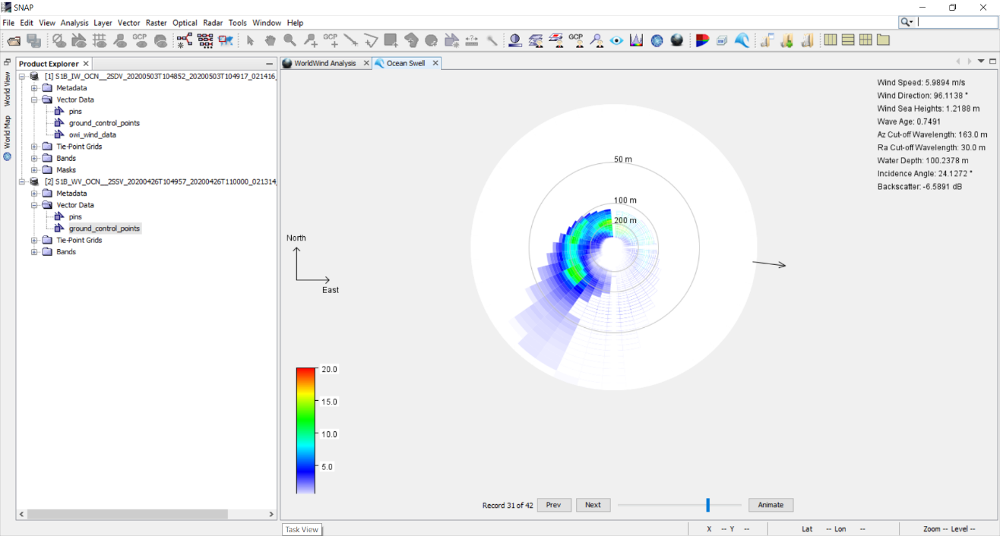 SNAP
File Edit View Analysis Layer Vector Raster Optical Radar Tools Window Help
GCP GCP GCP
World View
World Map
Product Explorer
[1] S1B_IW_OCN__2SDV_20200503T104852_20200503T104917_021416_
Metadata
Vector Data
pins
ground_control_points
owi_wind_data
Tie-Point Grids
Bands
Masks
[2] S1B_WV_OCN__2SSV_20200426T104957_20200426T110000_021314_
Metadata
Vector Data
pins
ground_control_points
Tie-Point Grids
Bands
WorldWind Analysis
Ocean Swell
Wind Speed: 5.9894 m/s
Wind Direction: 96.1138 °
Wind Sea Heights: 1.2188 m
Wave Age: 0.7491
Az Cut-off Wavelength: 163.0 m
Ra Cut-off Wavelength: 30.0 m
Water Depth: 100.2378 m
Incidence Angle: 24.1272 °
Backscatter: -6.5891 dB
50 m
100 m
200 m
North
East
20.0
15.0
10.0
5.0
Record 31 of 42
Prev
Next
Animate
Task View
X -- Y --
Lat -- Lon --
Zoom -- Level --